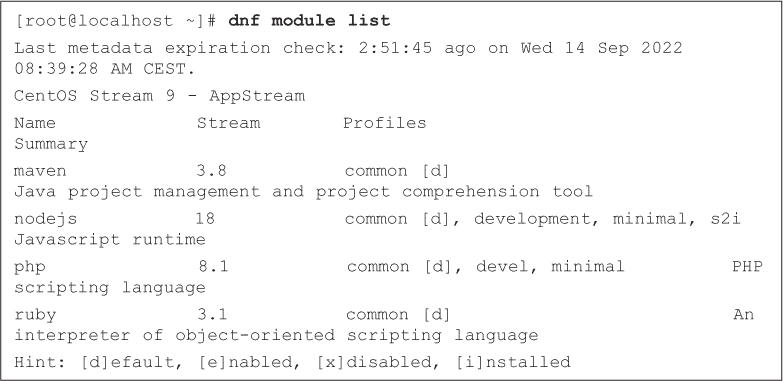 [root@localhost ~]# dnf module list
Last metadata expiration check: 2:51:45 ago on Wed 14 Sep 2022
08:39:28 AM CEST.
CentOS Stream 9 - AppStream
Name Stream Profiles
Summary
maven 3.8 common [d]
Java project management and project comprehension tool
nodejs 18 common [d], development, minimal, s2i
Javascript runtime
php 8.1 common [d], devel, minimal PHP
scripting language
ruby 3.1 common [d] An
interpreter of object-oriented scripting language
Hint: [d]efault, [e]nabled, [x]disabled, [i]nstalled